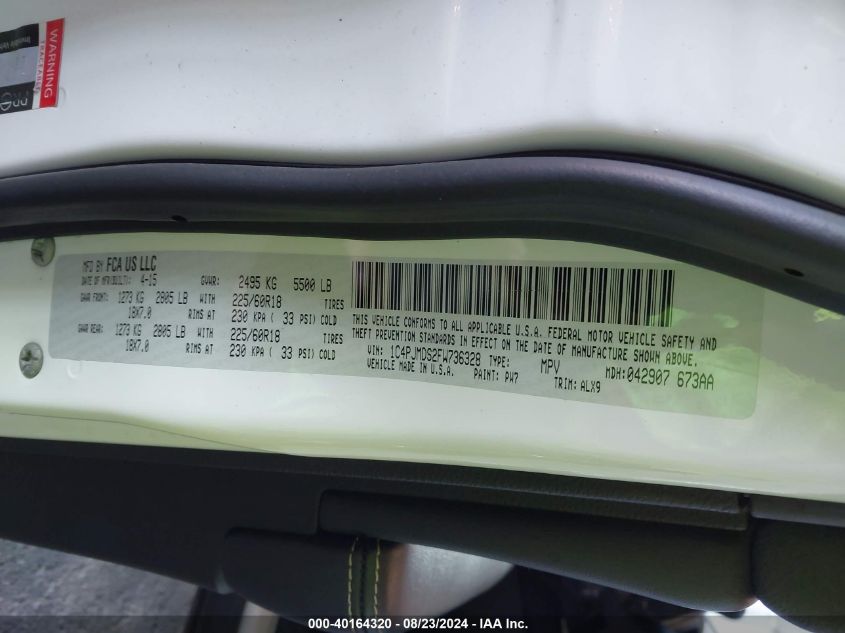 WARNING
MFD BY FCA US LLC
DATE OF MFR(BUILT): 4-15 GVWR: 2495 KG 5500 LB
GAWR FRONT: 1273 KG 2805 LB WITH 225/60R18 TIRES
18X7.0 RIMS AT 230 KPA ( 33 PSI) COLD
GAWR REAR: 1273 KG 2805 LB WITH 225/60R18 TIRES
18X7.0 RIMS AT 230 KPA ( 33 PSI) COLD
THIS VEHICLE CONFORMS TO ALL APPLICABLE U.S.A. FEDERAL MOTOR VEHICLE SAFETY AND
THEFT PREVENTION STANDARDS IN EFFECT ON THE DATE OF MANUFACTURE SHOWN ABOVE.
VIN: 1C4PJMDS2FW736328 TYPE: MPV MDH:042907 673AA
MADE IN U.S.A. PAINT: PW7 TRIM: ALX9
000-40164320 - 08/23/2024 - IAA Inc.